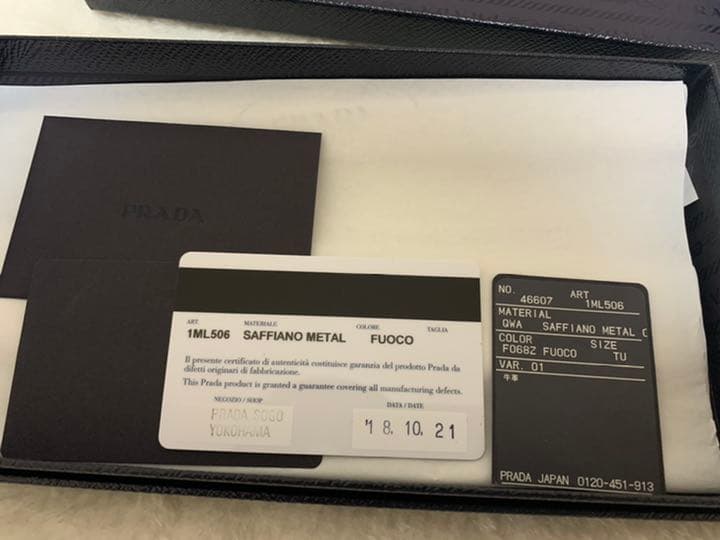 PRADA
ART. MATERIALE COLORE TAGLIA
1ML506 SAFFIANO METAL FUOCO
Il presente certificato di autenticità costituisce garanzia del prodotto Prada da
difetti originari di fabbricazione.
This Prada product is granted a guarantee covering all manufacturing defects.
NEGOZIO / SHOP
PRADA SOGO
YOKOHAMA
DATA / DATE
'18.10.21
NO. ART
46607 1ML506
MATERIAL
QWA SAFFIANO METAL C
COLOR SIZE
F068Z FUOCO TU
VAR. 01
牛革
PRADA JAPAN 0120-451-913